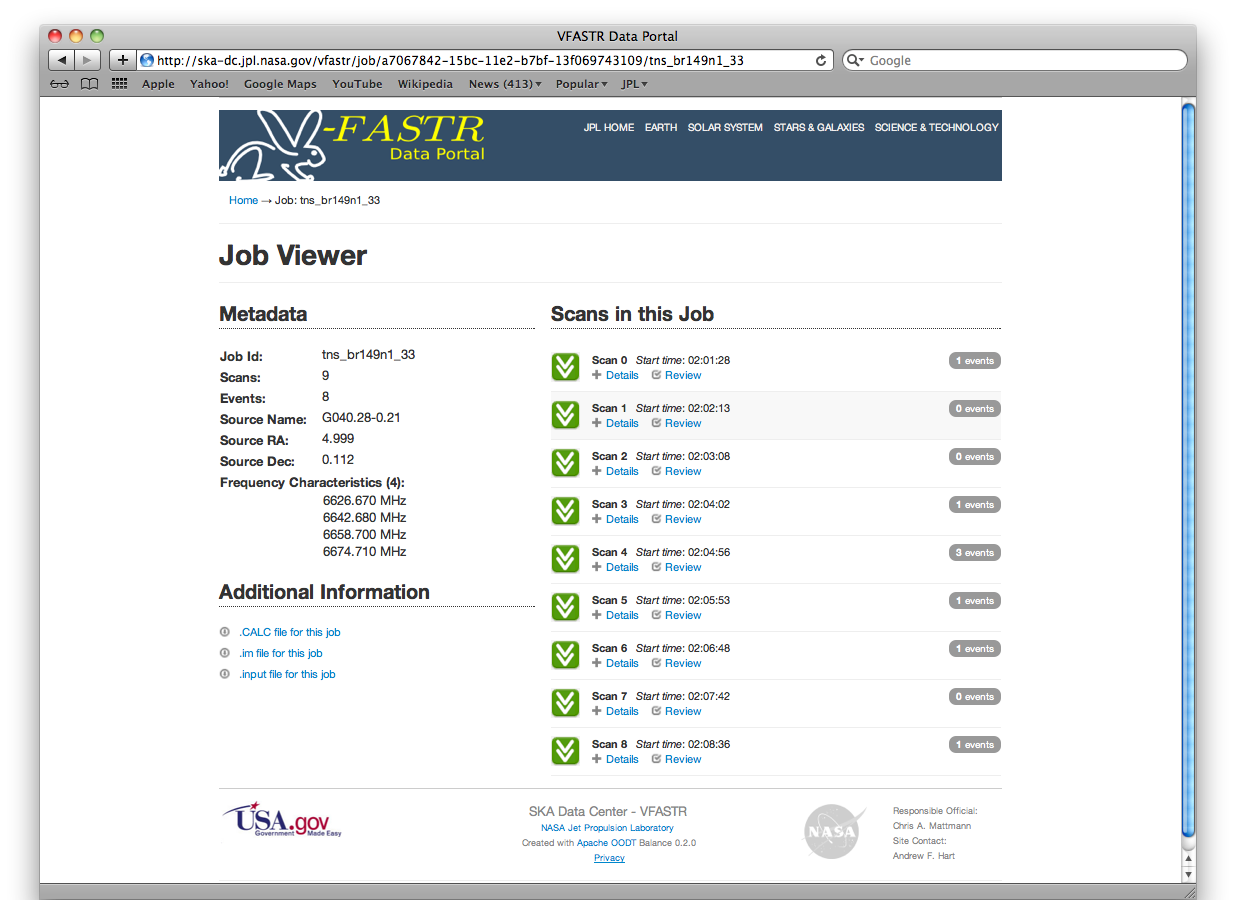 VFASTR Data Portal
http://ska-dc.jpl.nasa.gov/vfastr/job/a7067842-15bc-11e2-b7bf-13f069743109/tns_br149n1_33
Google
Apple Yahoo! Google Maps YouTube Wikipedia News (413) Popular JPL
-FASTR
Data Portal
JPL HOME EARTH SOLAR SYSTEM STARS & GALAXIES SCIENCE & TECHNOLOGY
Home → Job: tns_br149n1_33
Job Viewer
Metadata
Job Id: tns_br149n1_33
Scans: 9
Events: 8
Source Name: G040.28-0.21
Source RA: 4.999
Source Dec: 0.112
Frequency Characteristics (4):
6626.670 MHz
6642.680 MHz
6658.700 MHz
6674.710 MHz
Additional Information
.CALC file for this job
.im file for this job
.input file for this job
Scans in this Job
Scan 0 Start time: 02:01:28 1 events
Details Review
Scan 1 Start time: 02:02:13 0 events
Details Review
Scan 2 Start time: 02:03:08 0 events
Details Review
Scan 3 Start time: 02:04:02 1 events
Details Review
Scan 4 Start time: 02:04:56 3 events
Details Review
Scan 5 Start time: 02:05:53 1 events
Details Review
Scan 6 Start time: 02:06:48 1 events
Details Review
Scan 7 Start time: 02:07:42 0 events
Details Review
Scan 8 Start time: 02:08:36 1 events
Details Review
USA.gov
Government Made Easy
SKA Data Center - VFASTR
NASA Jet Propulsion Laboratory
Created with Apache OODT Balance 0.2.0
Privacy
NASA
Responsible Official:
Chris A. Mattmann
Site Contact:
Andrew F. Hart